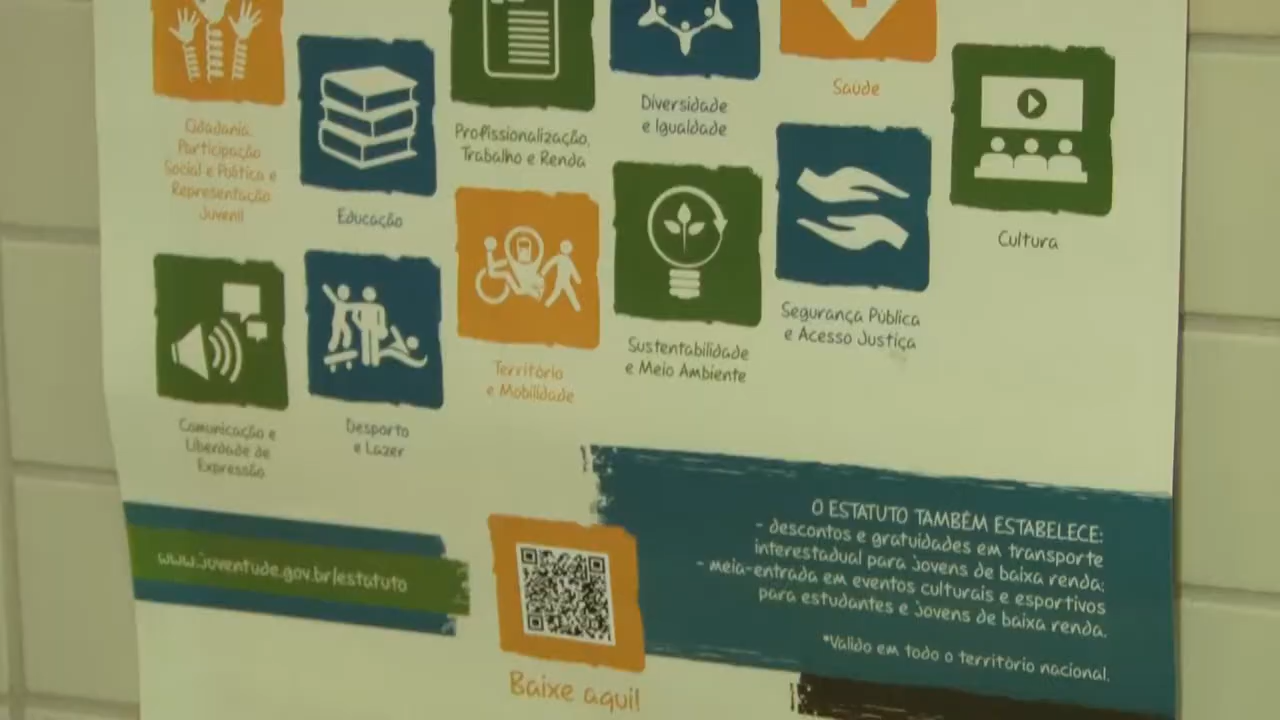 Cidadania,
Participação
Social e Política e
Representação
Juvenil
Educação
Profissionalização,
Trabalho e Renda
Diversidade
e Igualdade
Saúde
Cultura
Comunicação e
Liberdade de
Expressão
Desporto
e Lazer
Território
e Mobilidade
Sustentabilidade
e Meio Ambiente
Segurança Pública
e Acesso Justiça
www.juventude.gov.br/estatuto
Baixe aqui!
O ESTATUTO TAMBÉM ESTABELECE:
- descontos e gratuidades em transporte
interestadual para jovens de baixa renda;
- meia-entrada em eventos culturais e esportivos
para estudantes e jovens de baixa renda.
*Válido em todo o território nacional.